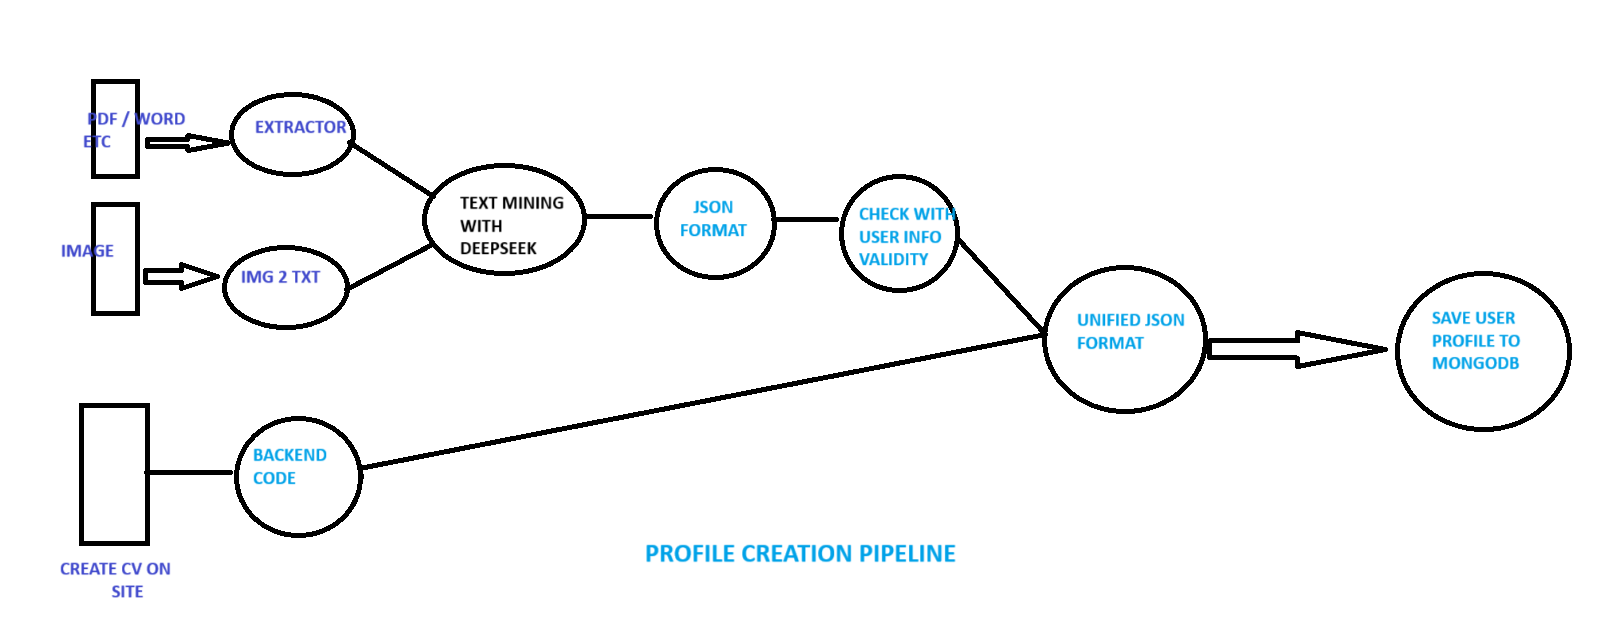 PDF / WORD
ETC
EXTRACTOR
IMAGE
IMG 2 TXT
TEXT MINING
WITH
DEEPSEEK
JSON
FORMAT
CHECK WITH
USER INFO
VALIDITY
UNIFIED JSON
FORMAT
SAVE USER
PROFILE TO
MONGODB
BACKEND
CODE
CREATE CV ON
SITE
PROFILE CREATION PIPELINE